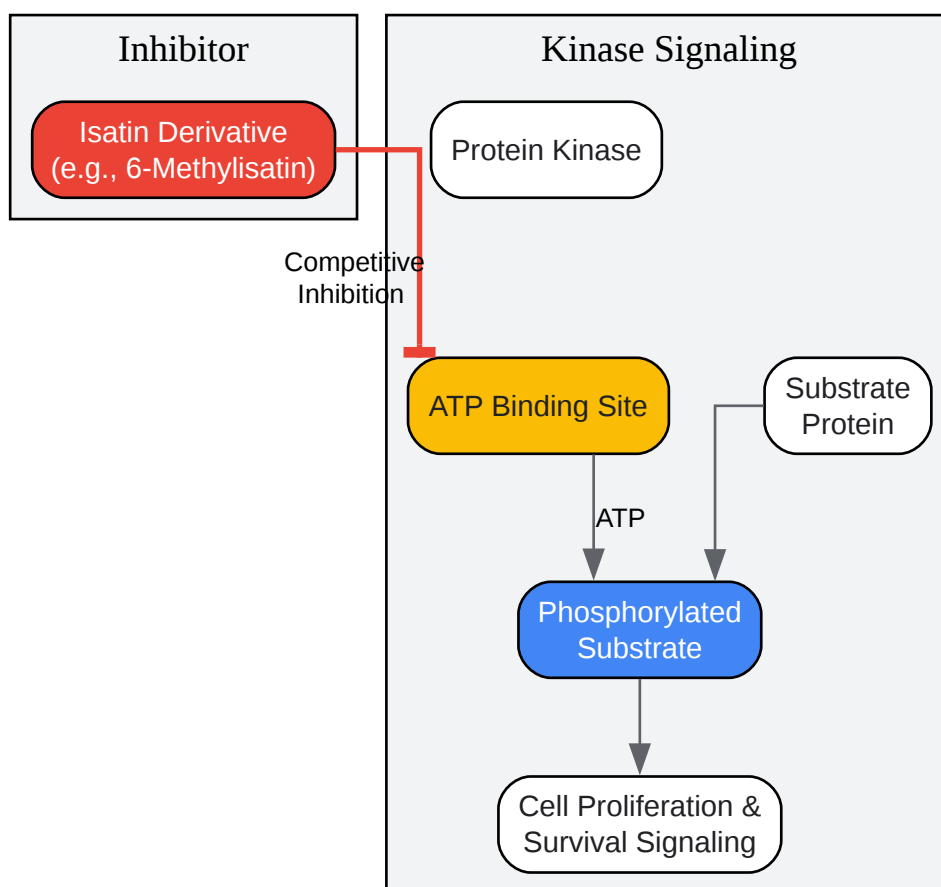 Inhibitor
Isatin Derivative
(e.g., 6-Methylisatin)
Kinase Signaling
Protein Kinase
Competitive
Inhibition
ATP Binding Site
Substrate
Protein
ATP
Phosphorylated
Substrate
Cell Proliferation &
Survival Signaling